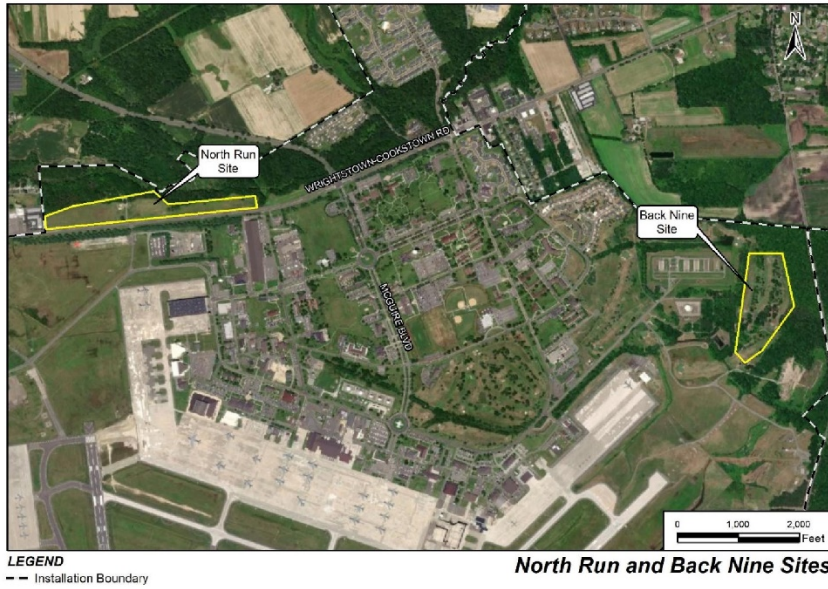 N
North Run
Site
WRIGHTSTOWN-COOKSTOWN RD
Back Nine
Site
MCGUIRE BLVD
0 1,000 2,000
Feet
LEGEND
Installation Boundary
North Run and Back Nine Sites